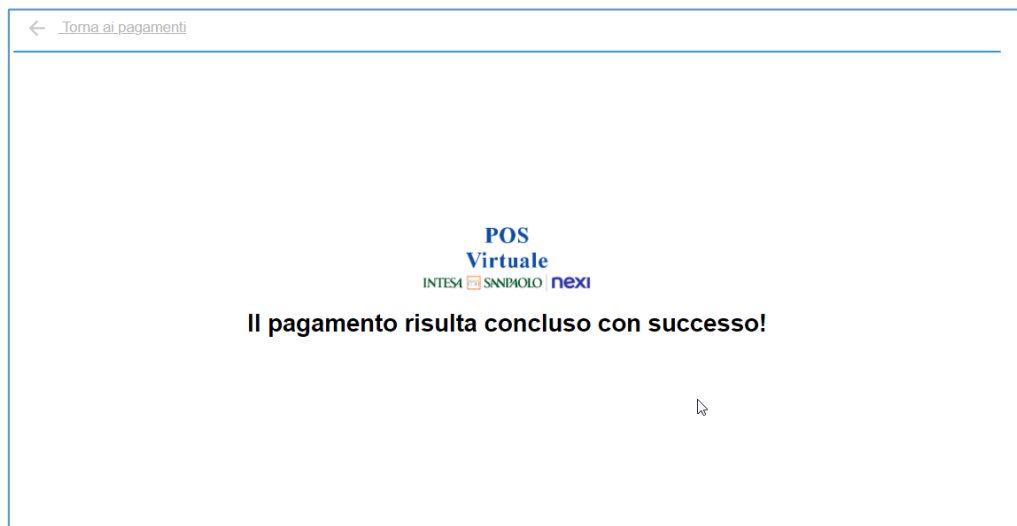 Torna ai pagamenti
POS
Virtuale
INTESA SANPAOLO nexi
Il pagamento risulta concluso con successo!